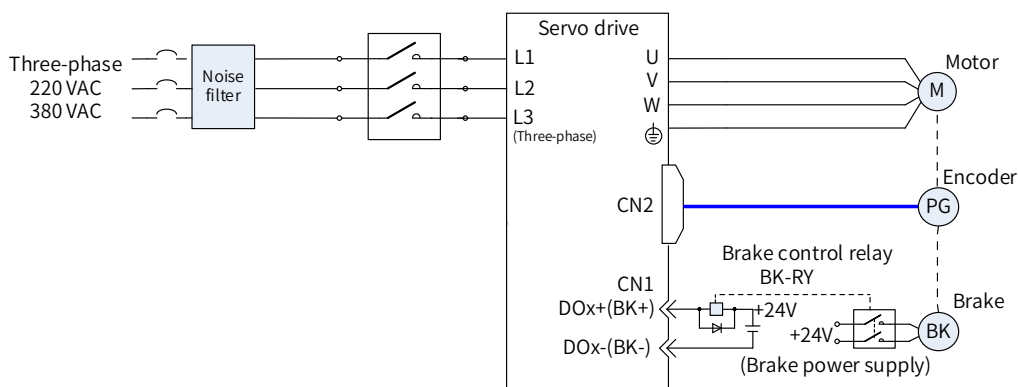 Servo drive
Three-phase
220 VAC
380 VAC
Noise
filter
L1
L2
L3
(Three-phase)
U
V
W
Motor
M
CN2
Encoder
PG
Brake control relay
BK-RY
CN1
DOx+(BK+)
+24V
DOx-(BK-)
+24V
(Brake power supply)
Brake
BK